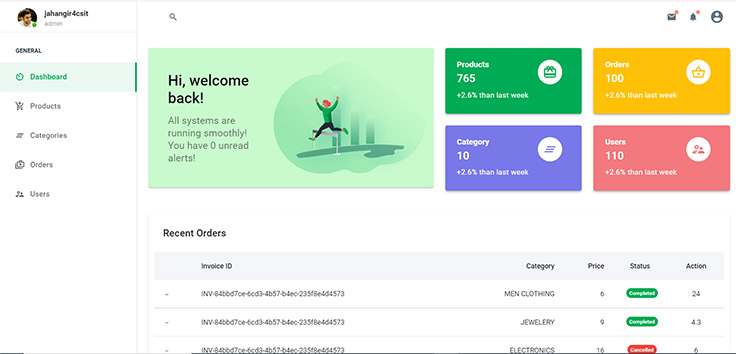 jahangir4csit
admin
GENERAL
Dashboard
Products
Categories
Orders
Users
Hi, welcome
back!
All systems are
running smoothly!
You have 0 unread
alerts!
Products
765
+2.6% than last week
Orders
100
+2.6% than last week
Category
10
+2.6% than last week
Users
110
+2.6% than last week
Recent Orders
Invoice ID Category Price Status Action
INV-84bbd7ce-6cd3-4b57-b4ec-235f8e4d4573 MEN CLOTHING 6 Completed 24
INV-84bbd7ce-6cd3-4b57-b4ec-235f8e4d4573 JEWELERY 9 Completed 4.3
INV-84bbd7ce-6cd3-4b57-b4ec-235f8e4d4573 ELECTRONICS 16 Cancelled 6